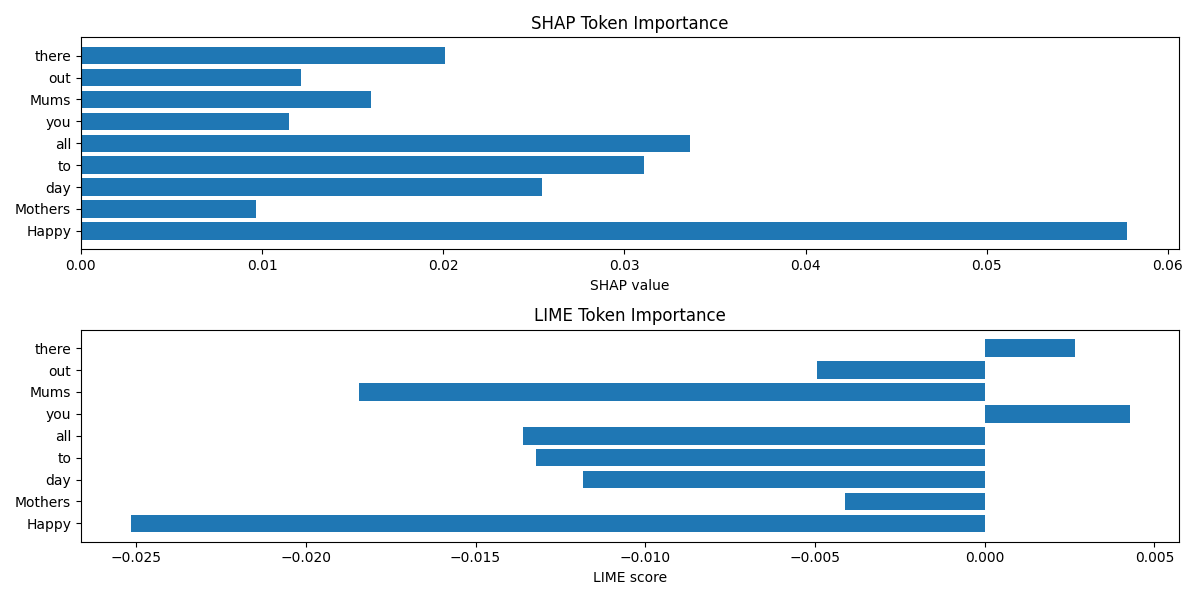 SHAP Token Importance
there
out
Mums
you
all
to
day
Mothers
Happy
0.00 0.01 0.02 0.03 0.04 0.05 0.06
SHAP value
LIME Token Importance
there
out
Mums
you
all
to
day
Mothers
Happy
−0.025 −0.020 −0.015 −0.010 −0.005 0.000 0.005
LIME score